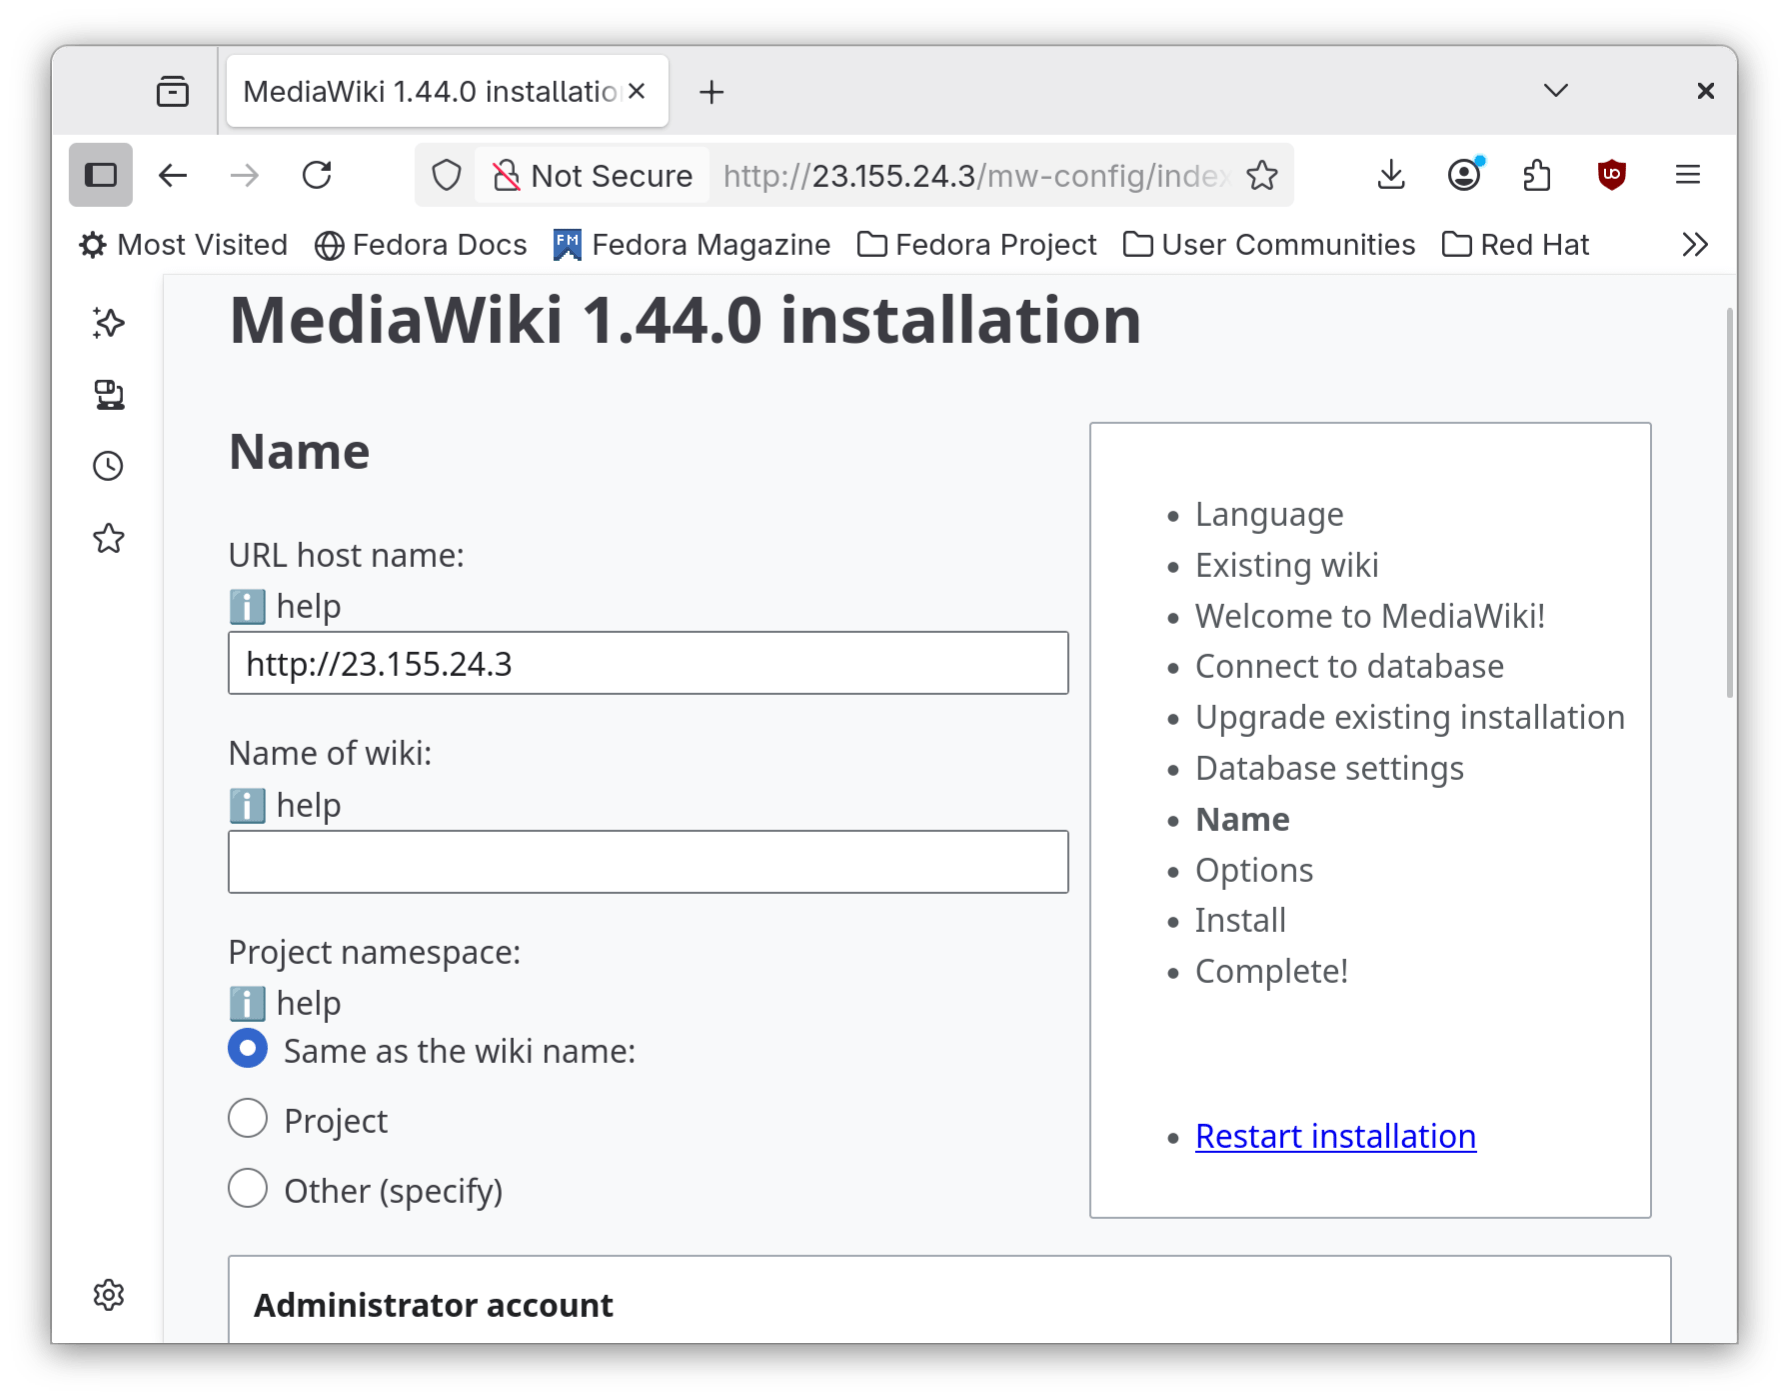 MediaWiki 1.44.0 installatio
Not Secure http://23.155.24.3/mw-config/index
Most Visited Fedora Docs FM Fedora Magazine Fedora Project User Communities Red Hat
MediaWiki 1.44.0 installation
Name
URL host name:
help
http://23.155.24.3
Name of wiki:
help
Project namespace:
help
Same as the wiki name:
Project
Other (specify)
Language
Existing wiki
Welcome to MediaWiki!
Connect to database
Upgrade existing installation
Database settings
Name
Options
Install
Complete!
Restart installation
Administrator account